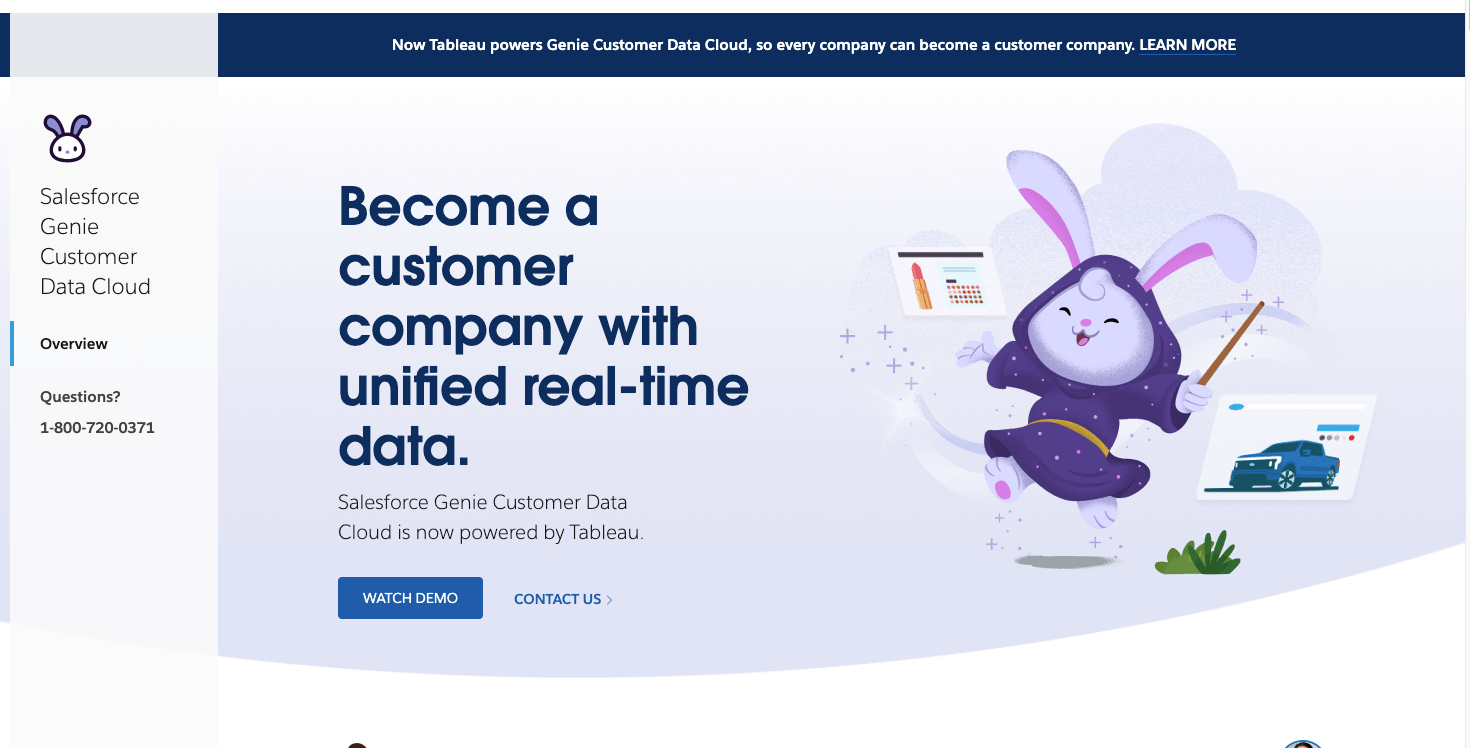 Now Tableau powers Genie Customer Data Cloud, so every company can become a customer company. LEARN MORE
Salesforce
Genie
Customer
Data Cloud
Overview
Questions?
1-800-720-0371
Become a
customer
company with
unified real-time
data.
Salesforce Genie Customer Data
Cloud is now powered by Tableau.
WATCH DEMO
CONTACT US